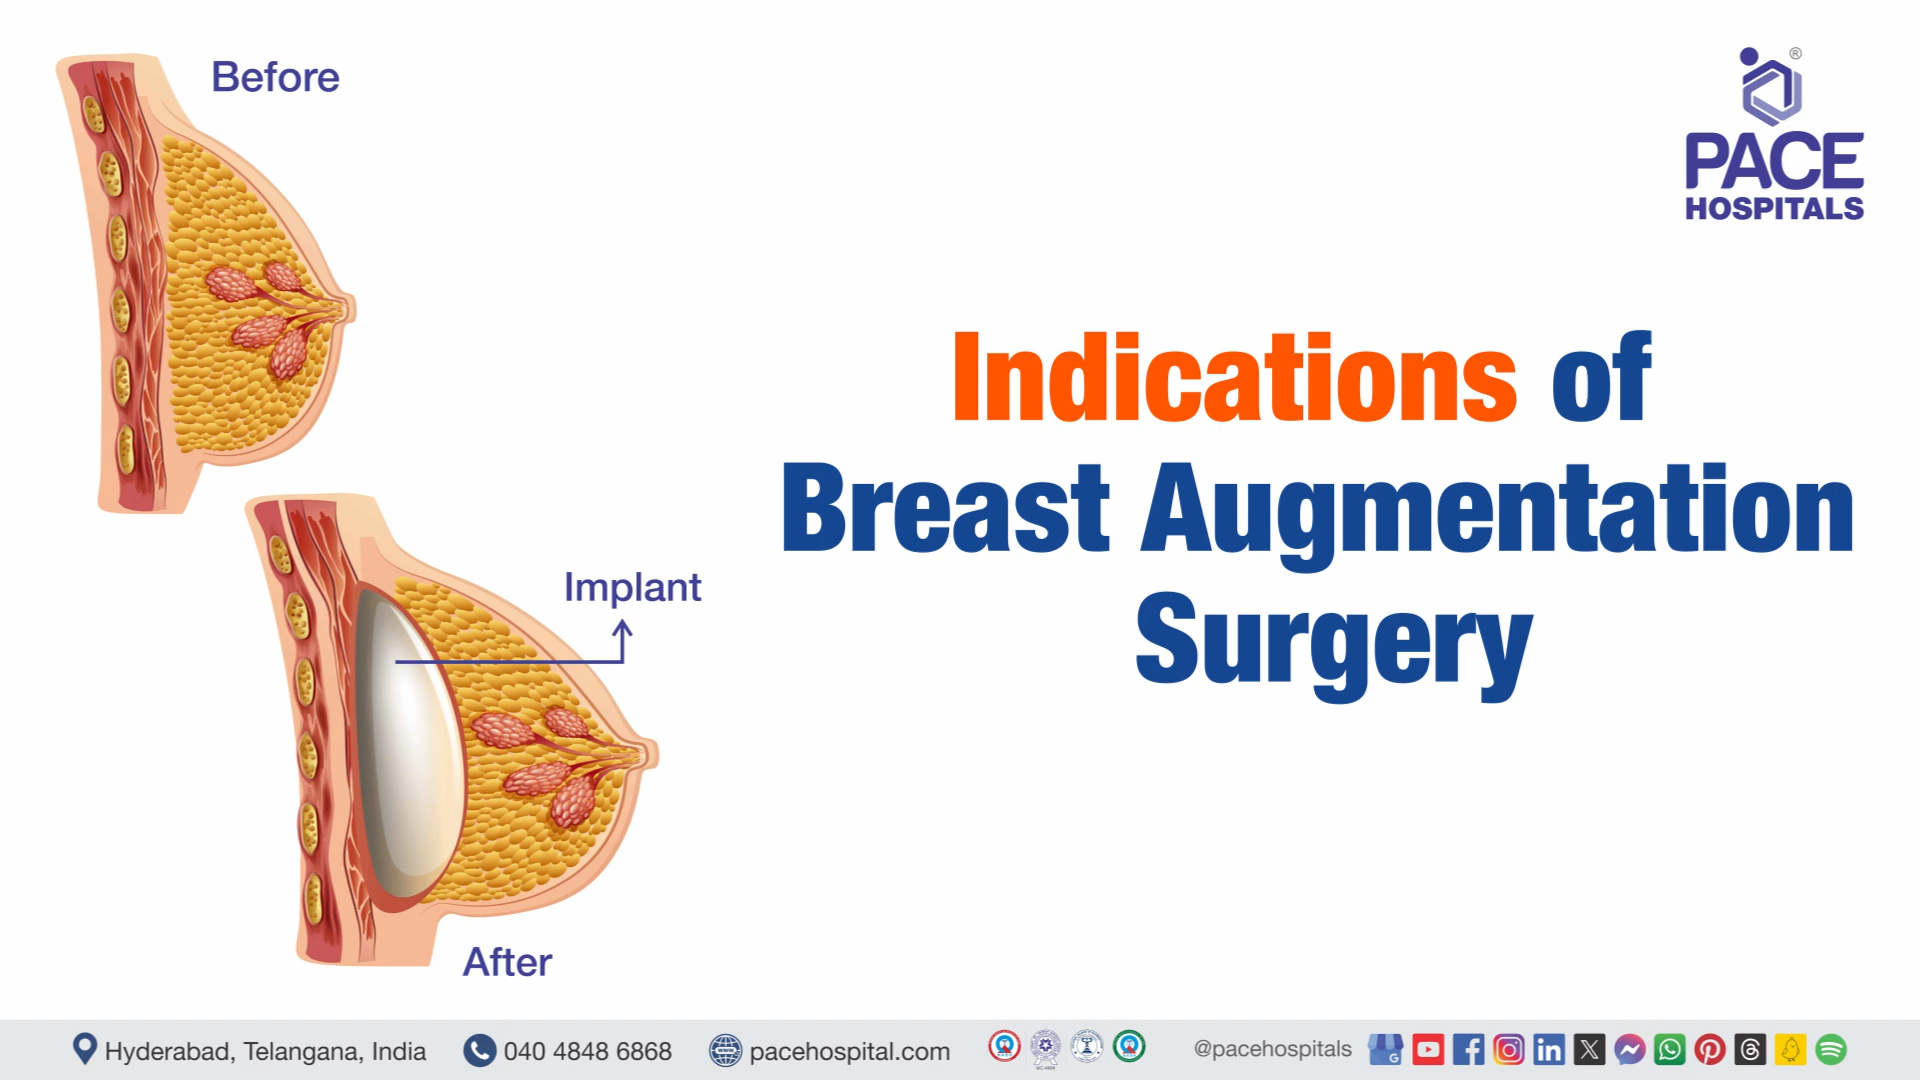 Before
®
PACE
HOSPITALS
Indications of
Breast Augmentation
Surgery
Implant
After
Hyderabad, Telangana, India
040 4848 6868
pacehospital.com
@pacehospitals